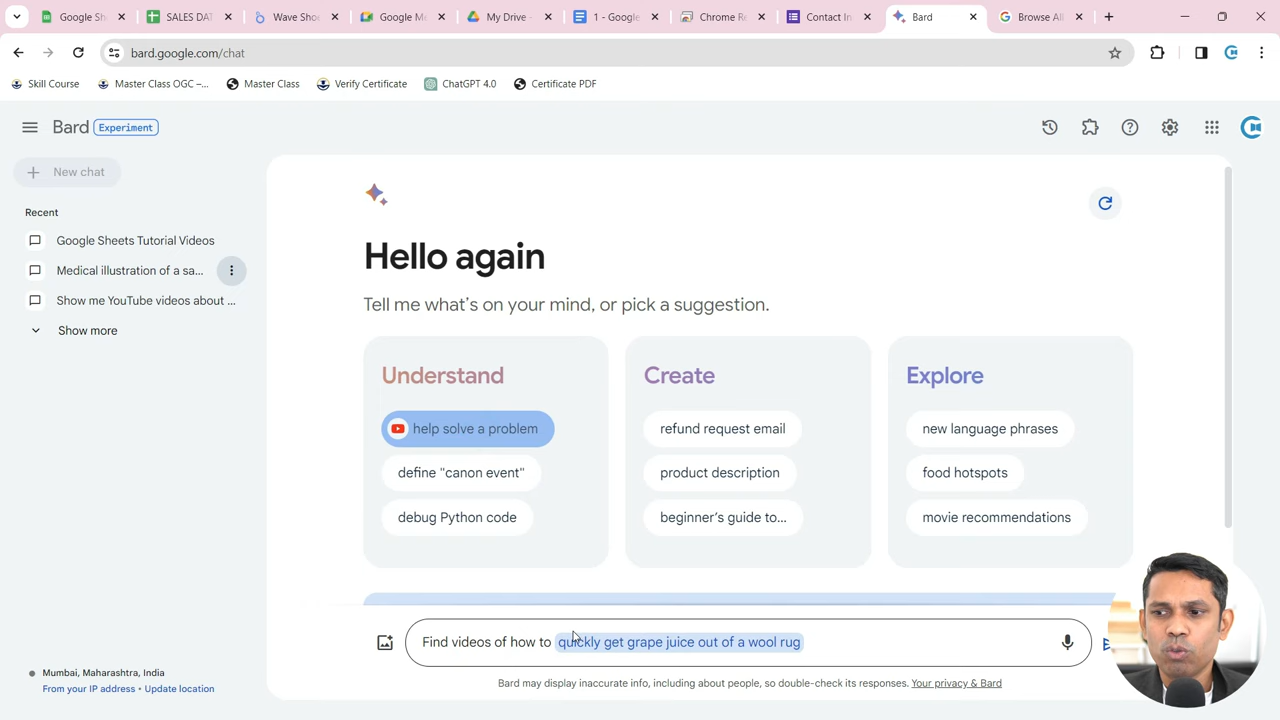 Google Sh
SALES DAT
Wave Shoe
Google Me
My Drive -
1 - Google
Chrome Re
Contact In
Bard
Browse All
bard.google.com/chat
Skill Course
Master Class OGC –...
Master Class
Verify Certificate
ChatGPT 4.0
Certificate PDF
Bard
Experiment
New chat
Recent
Google Sheets Tutorial Videos
Medical illustration of a sa...
Show me YouTube videos about ...
Show more
Hello again
Tell me what's on your mind, or pick a suggestion.
Understand
help solve a problem
define "canon event"
debug Python code
Create
refund request email
product description
beginner's guide to...
Explore
new language phrases
food hotspots
movie recommendations
Find videos of how to quickly get grape juice out of a wool rug
Bard may display inaccurate info, including about people, so double-check its responses. Your privacy & Bard
Mumbai, Maharashtra, India
From your IP address • Update location